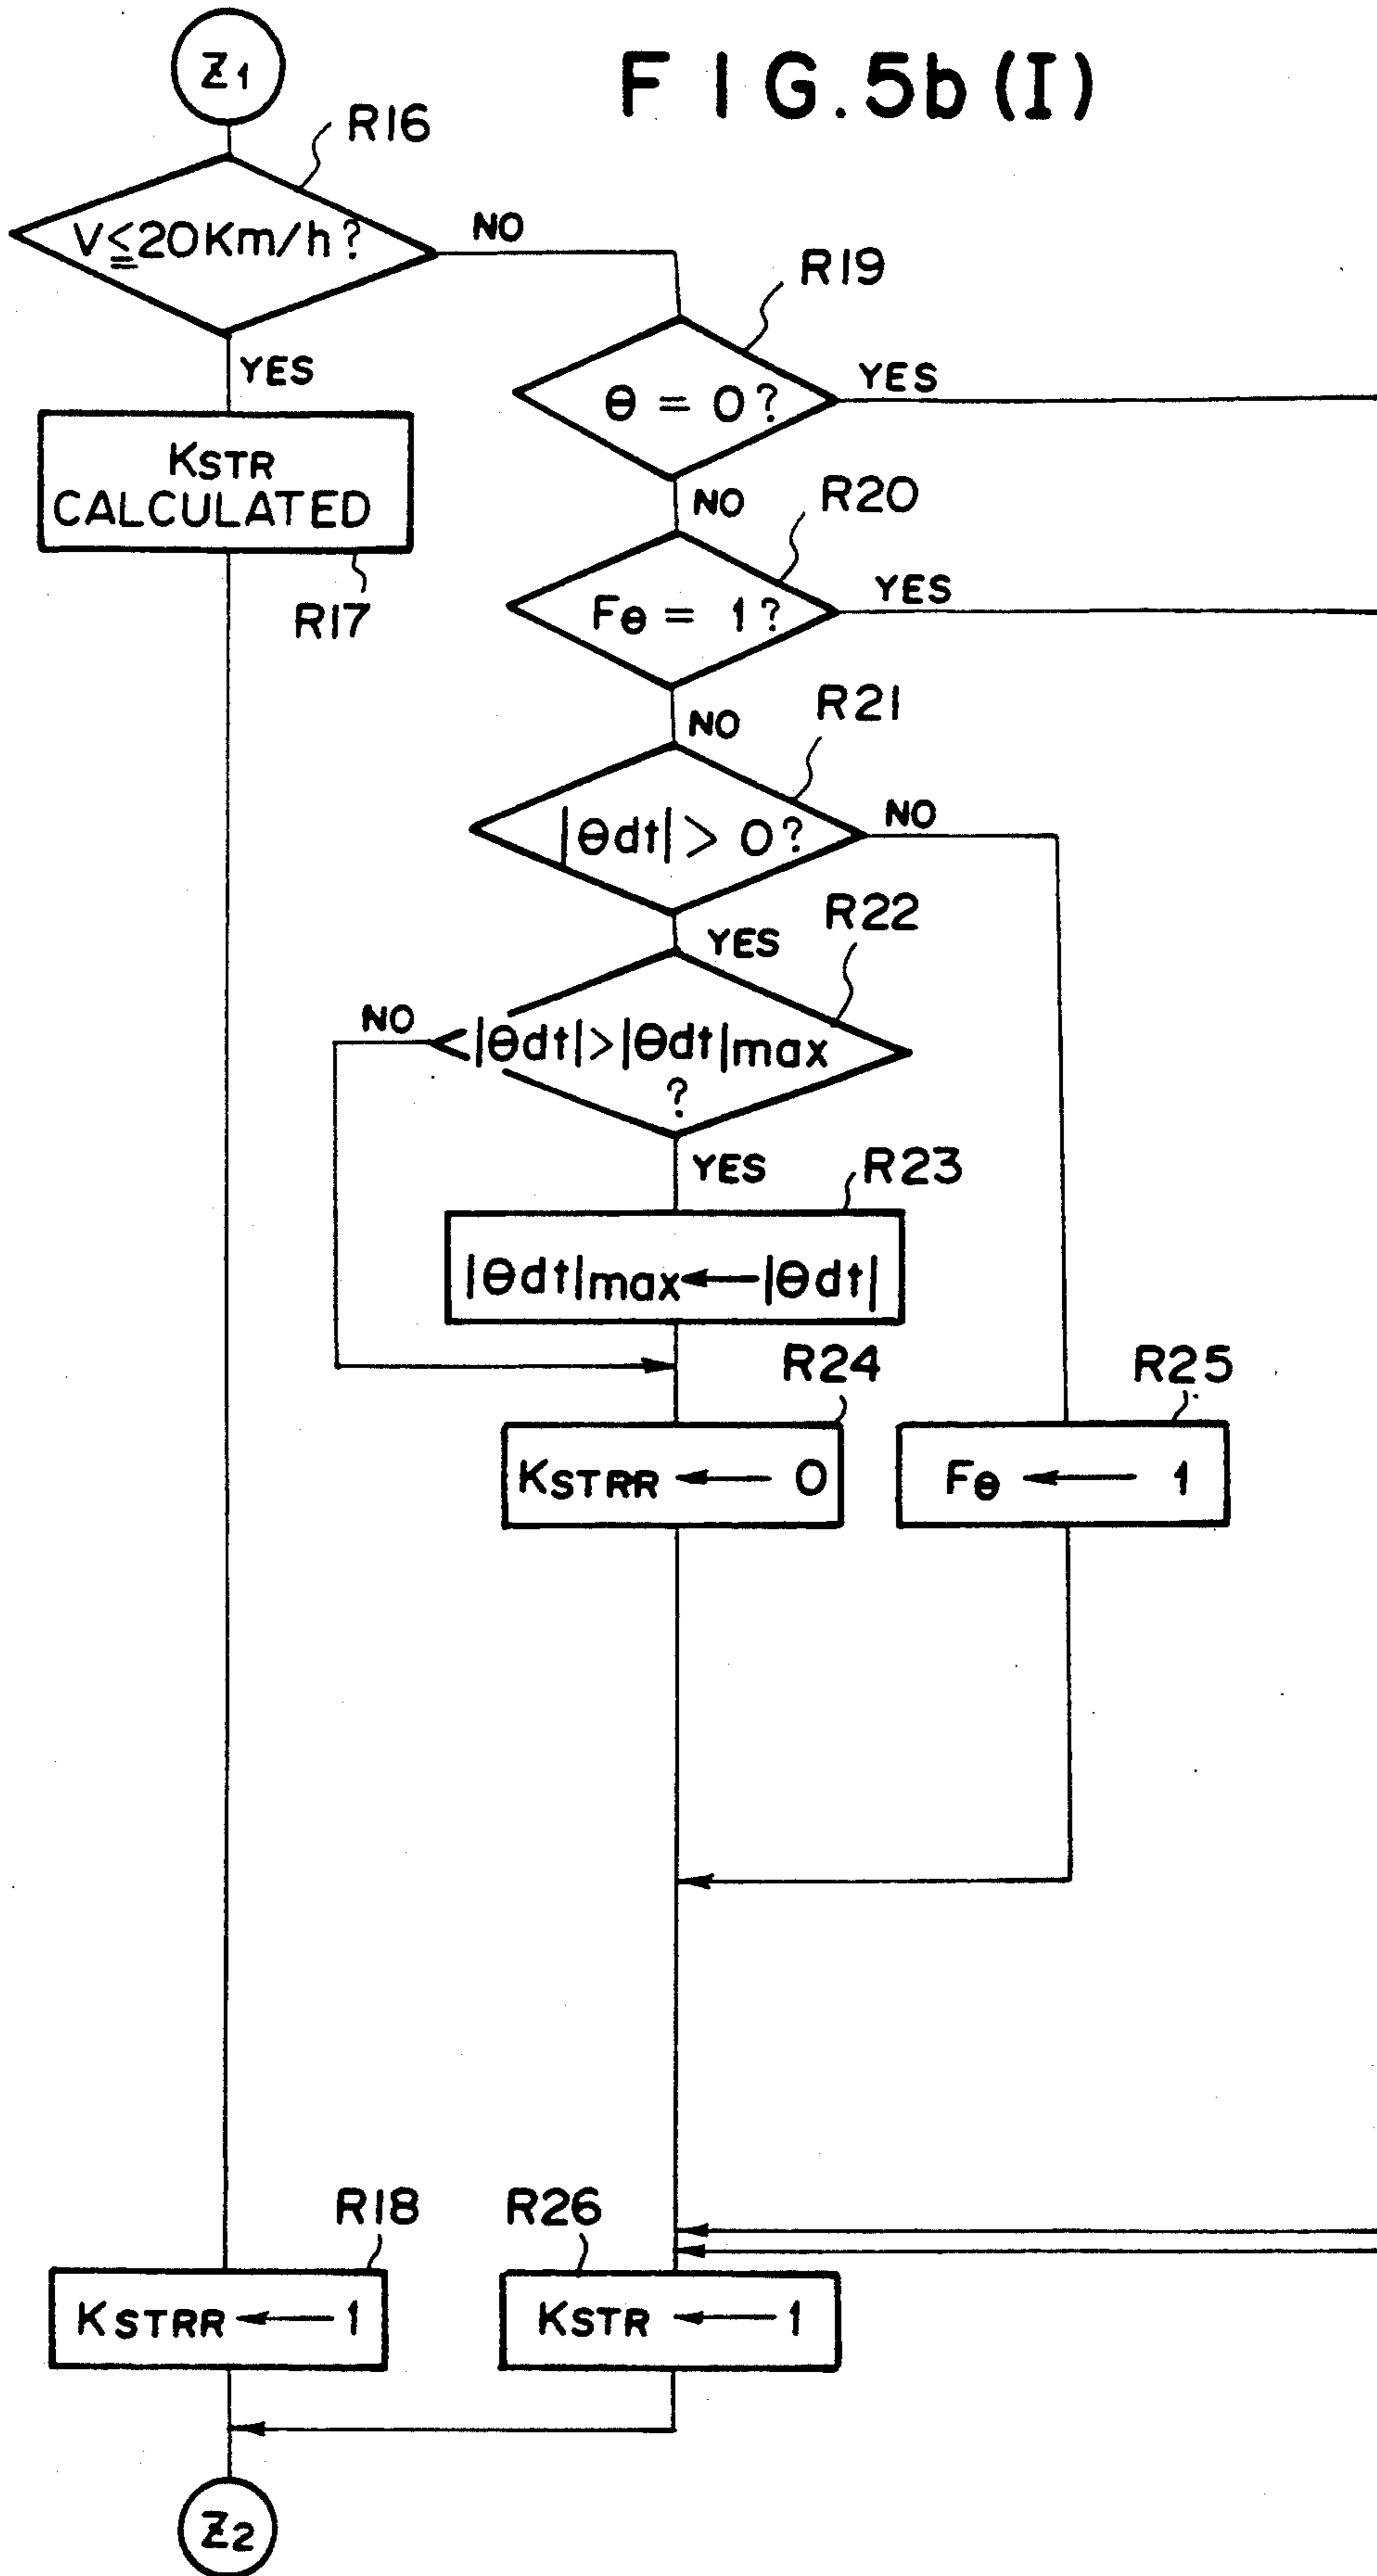 FIG.5b (I)
Z1
R16
V≦20Km/h?
NO
YES
R19
θ = 0?
YES
KSTR
CALCULATED
R17
NO
R20
Fθ = 1?
YES
NO
R21
|θdt| > 0?
NO
YES
R22
NO
|θdt|>|θdt|max
?
YES
R23
|θdt|max←|θdt|
R24
R25
KSTRR ← 0
Fθ ← 1
R18
R26
KSTRR ← 1
KSTR ← 1
Z2